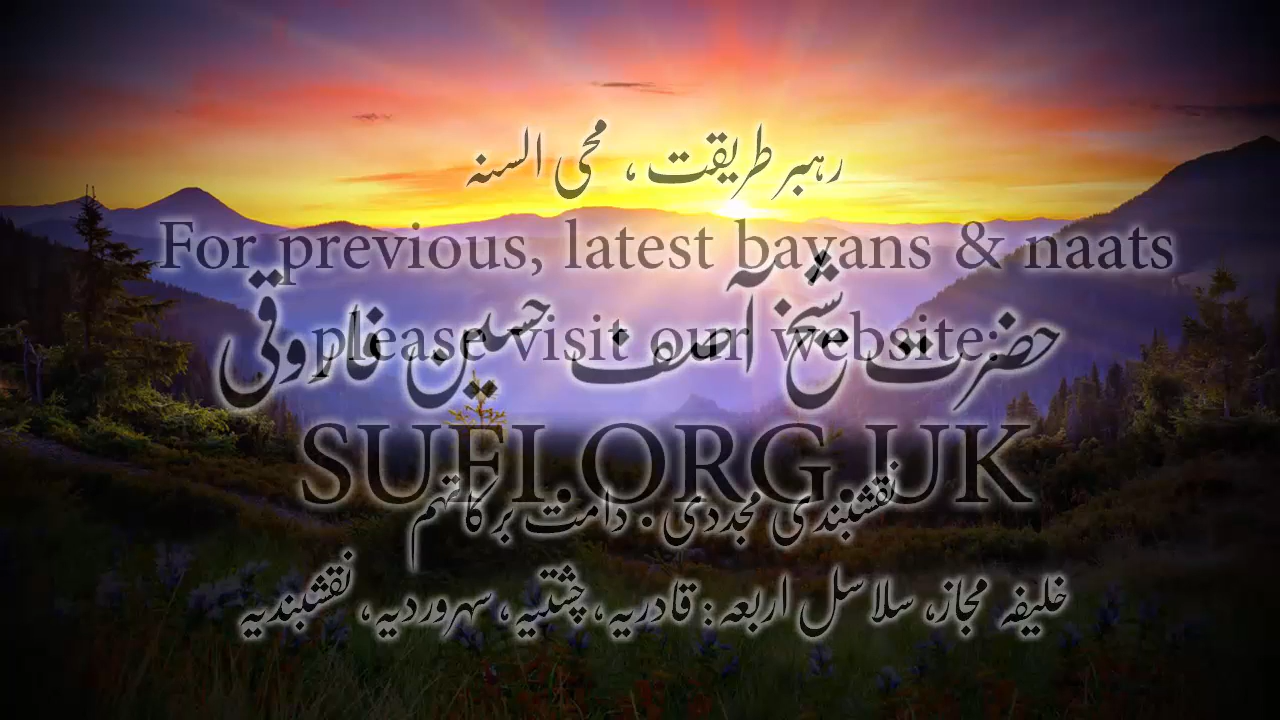 رہبر طریقت ، محی السنہ
For previous, latest bayans & naats
حضرت شیخ آصف حسین فاروقی
please visit our website:
SUFI.ORG.UK
نقشبندی مجددی . دامت برکاتہم
خلیفہ مجاز، سلاسل اربعہ : قادریہ، چشتیہ، سہروردیہ، نقشبندیہ